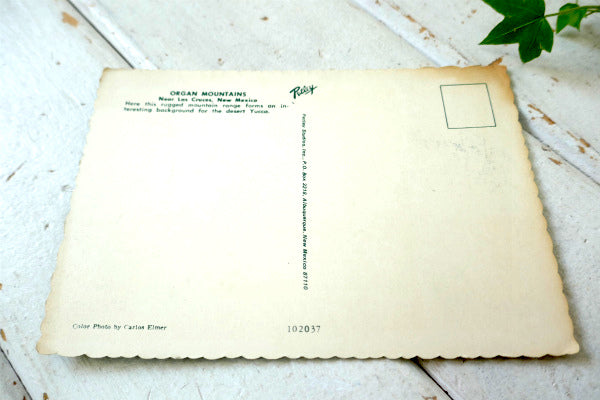 ORGAN MOUNTAINS
Near Las Cruces, New Mexico
Here this rugged mountain range forms an in-
teresting background for the desert Yucca.
Petley
Petley Studios, Inc., P.O. Box 2219, Albuquerque, New Mexico 87110
Color Photo by Carlos Elmer
102037